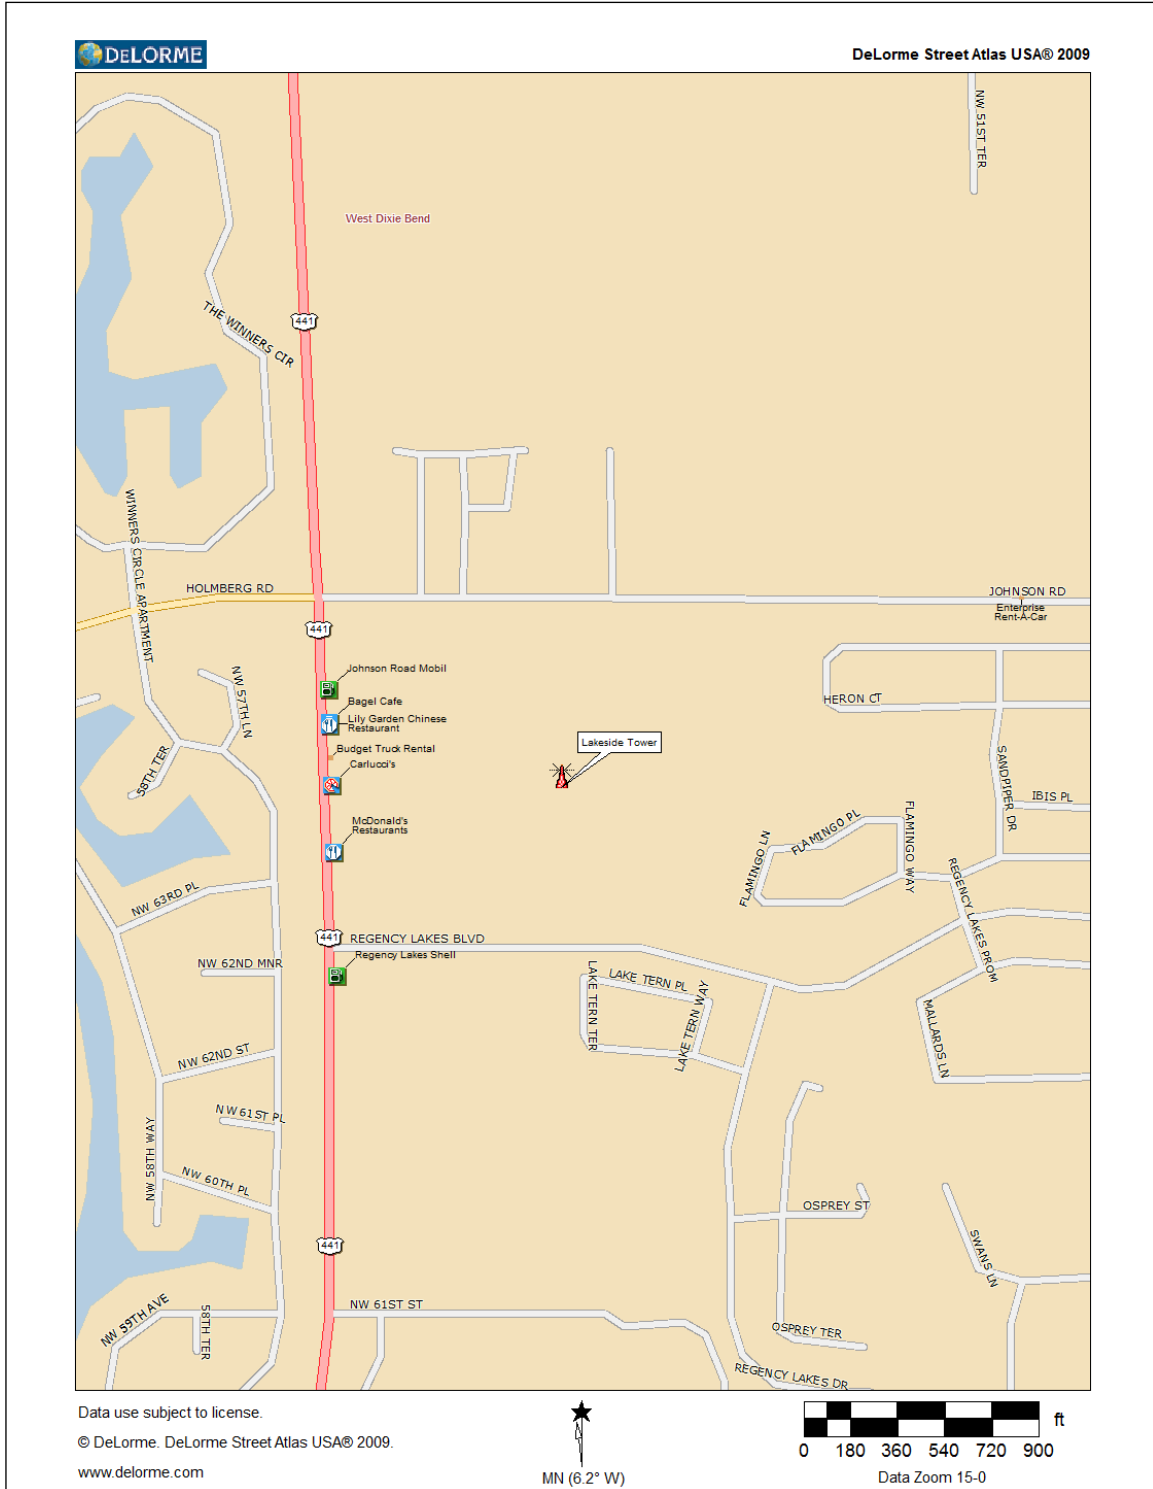 DELORME
DeLorme Street Atlas USA® 2009
NW 51ST TER
West Dixie Bend
441
THE WINNERS CIR
WINNERS CIRCLE APARTMENT
HOLMBERG RD
JOHNSON RD
Enterprise
Rent-A-Car
441
Johnson Road Mobil
NW 57TH LN
Bagel Cafe
HERON CT
Lily Garden Chinese
Restaurant
Lakeside Tower
Budget Truck Rental
58TH TER
Carlucci's
SANDPIPER DR
IBIS PL
McDonald's
Restaurants
FLAMINGO LN
FLAMINGO PL
FLAMINGO WAY
NW 63RD PL
REGENCY LAKES PROM
441
REGENCY LAKES BLVD
Regency Lakes Shell
NW 62ND MNR
LAKE TERN TER
LAKE TERN PL
LAKE TERN WAY
MALLARDS LN
NW 62ND ST
NW 61ST PL
NW 58TH WAY
NW 60TH PL
OSPREY ST
441
SWANS LN
NW 59TH AVE
58TH TER
NW 61ST ST
OSPREY TER
REGENCY LAKES DR
Data use subject to license.
© DeLorme. DeLorme Street Atlas USA® 2009.
www.delorme.com
MN (6.2° W)
ft
0 180 360 540 720 900
Data Zoom 15-0